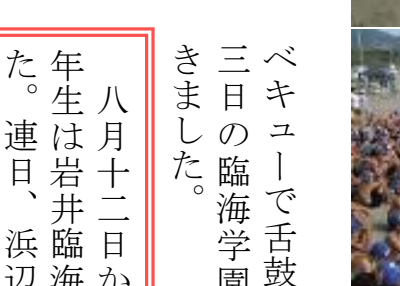 ベキューで舌鼓
三日の臨海学園
きました。
八月十二日か
年生は岩井臨海
た。連日、浜辺